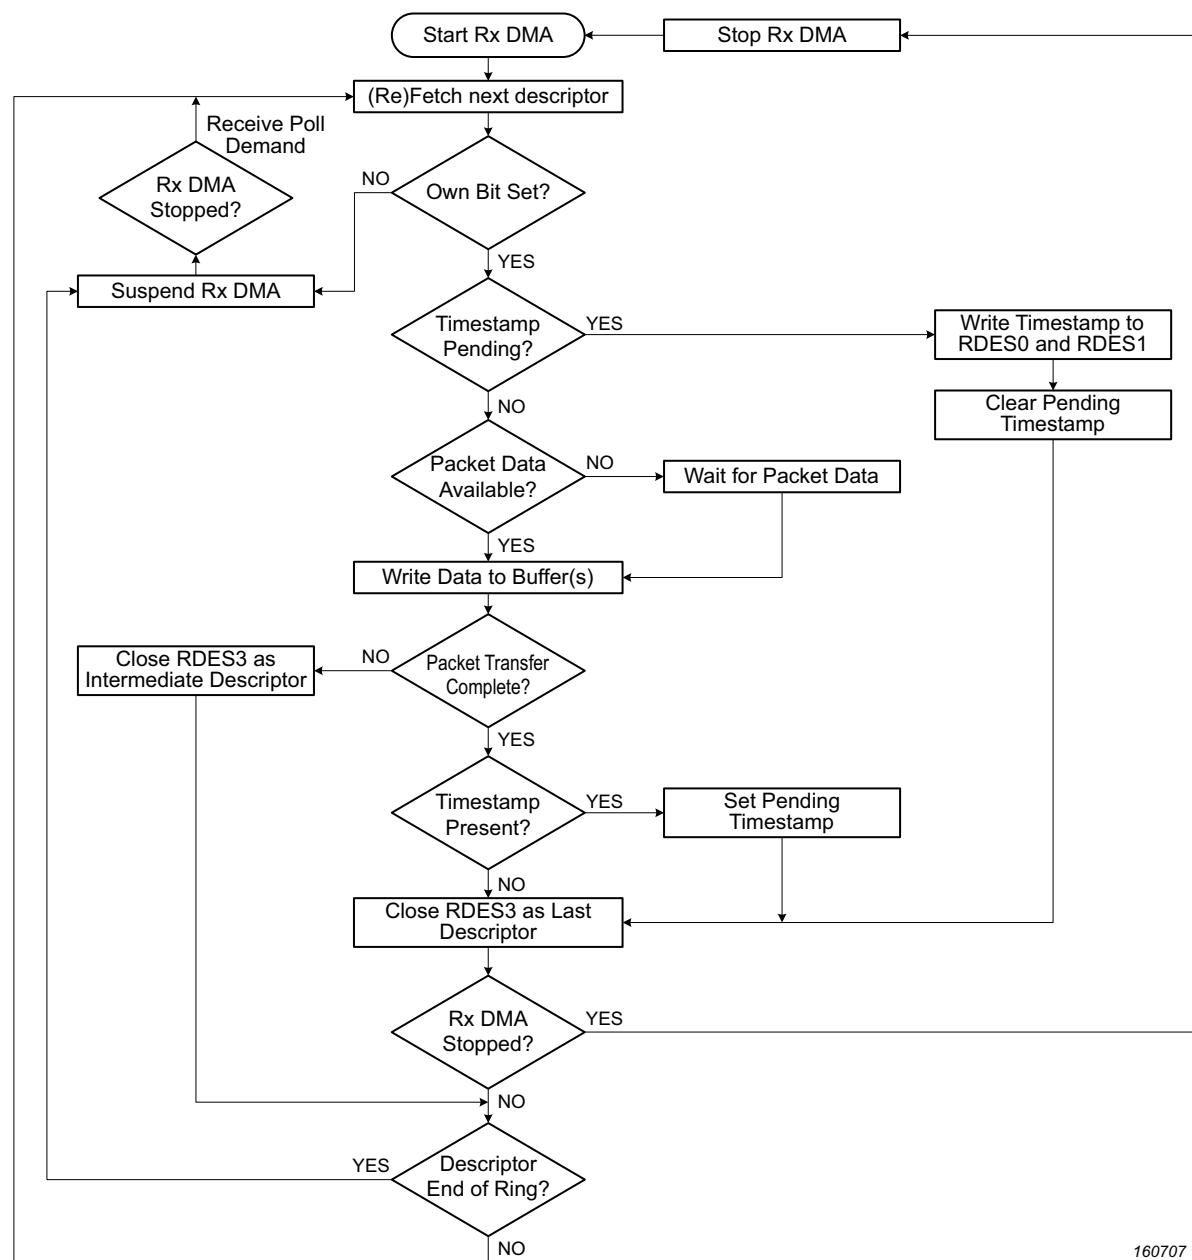 Start Rx DMA
Stop Rx DMA
(Re)Fetch next descriptor
Receive Poll
Demand
Rx DMA
Stopped?
NO
Own Bit Set?
YES
Suspend Rx DMA
Timestamp
Pending?
YES
Write Timestamp to
RDES0 and RDES1
NO
Clear Pending
Timestamp
Packet Data
Available?
NO
Wait for Packet Data
YES
Write Data to Buffer(s)
Close RDES3 as
Intermediate Descriptor
NO
Packet Transfer
Complete?
YES
Timestamp
Present?
YES
Set Pending
Timestamp
NO
Close RDES3 as Last
Descriptor
Rx DMA
Stopped?
YES
NO
YES
Descriptor
End of Ring?
NO
160707